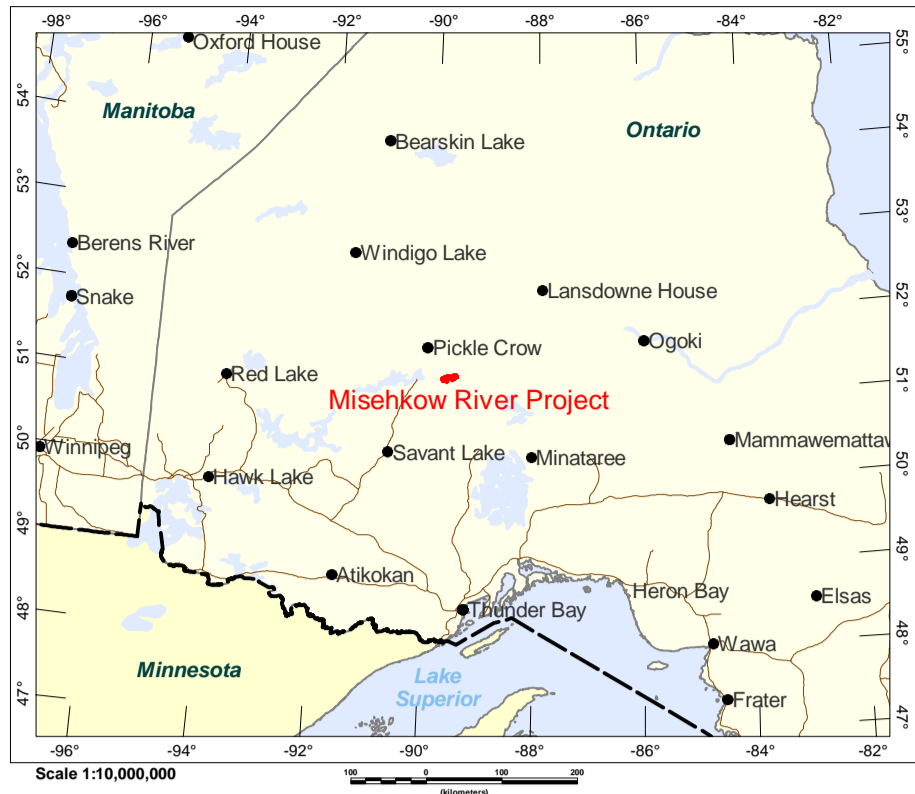 -98 -96 -94 -92 -90 -88 -86 -84 -82
Oxford House
55°
54°
Manitoba
Ontario
54°
Bearskin Lake
53°
53°
Berens River
Windigo Lake
52°
Lansdowne House
Snake
52°
51°
Pickle Crow
Ogoki
Red Lake
51°
Misehkow River Project
50°
Winnipeg
Savant Lake
Minataree
Mammawemattaw
50°
Hawk Lake
Hearst
49°
49°
Atikokan
Heron Bay
Elsas
48°
Thunder Bay
48°
Wawa
Minnesota
Lake
Superior
47°
Frater
47°
-96 -94 -92 -90 -88 -86 -84 -82
Scale 1:10,000,000
100 0 100 200
(kilometers)